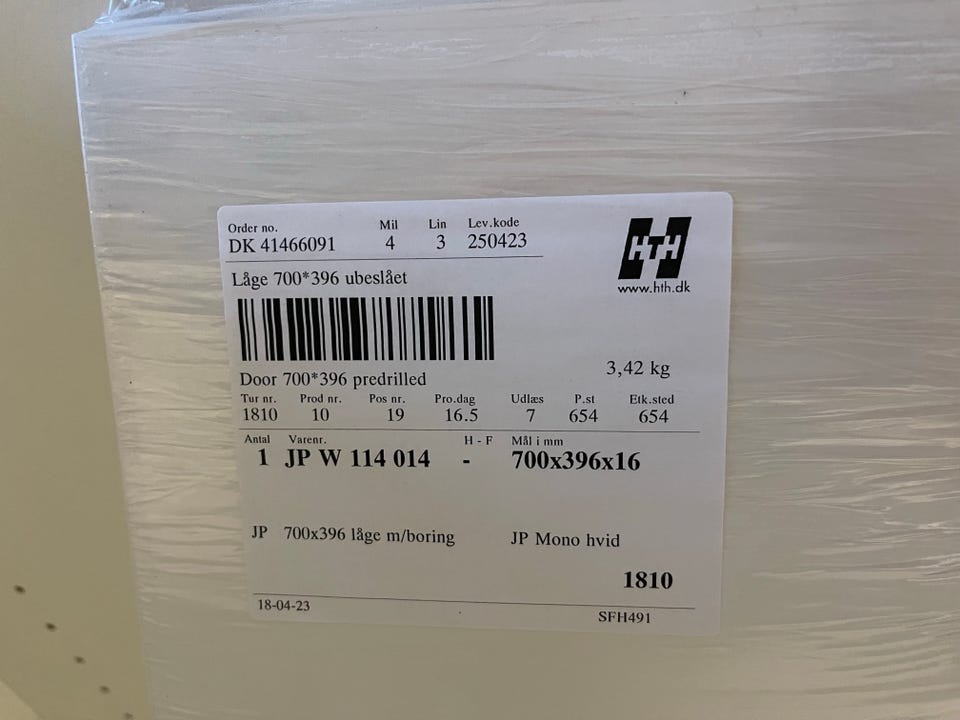 Order no. Mil Lin Lev.kode
DK 41466091 4 3 250423
HTH
www.hth.dk
Låge 700*396 ubeslået
3,42 kg
Door 700*396 predrilled
Tur nr. Prod nr. Pos nr. Pro.dag Udlæs P.st Etk.sted
1810 10 19 16.5 7 654 654
Antal Varenr. H - F Mål i mm
1 JP W 114 014 - 700x396x16
JP 700x396 låge m/boring JP Mono hvid
1810
18-04-23 SFH491